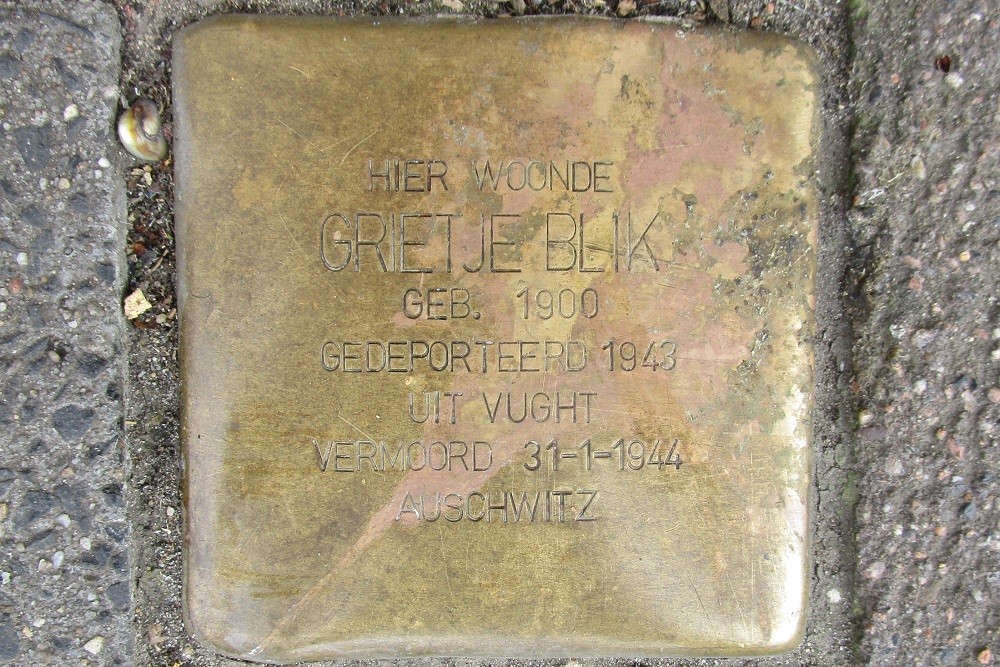 HIER WOONDE
GRIETJE BLIK
GEB. 1900
GEDEPORTEERD 1943
UIT VUGHT
VERMOORD 31-1-1944
AUSCHWITZ